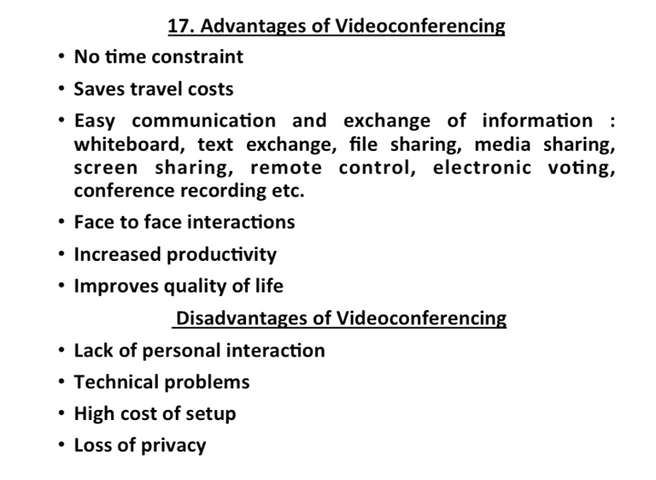 17. Advantages of Videoconferencing
• No time constraint
• Saves travel costs
• Easy communication and exchange of information :
whiteboard, text exchange, file sharing, media sharing,
screen sharing, remote control, electronic voting,
conference recording etc.
• Face to face interactions
• Increased productivity
• Improves quality of life
Disadvantages of Videoconferencing
• Lack of personal interaction
• Technical problems
• High cost of setup
• Loss of privacy